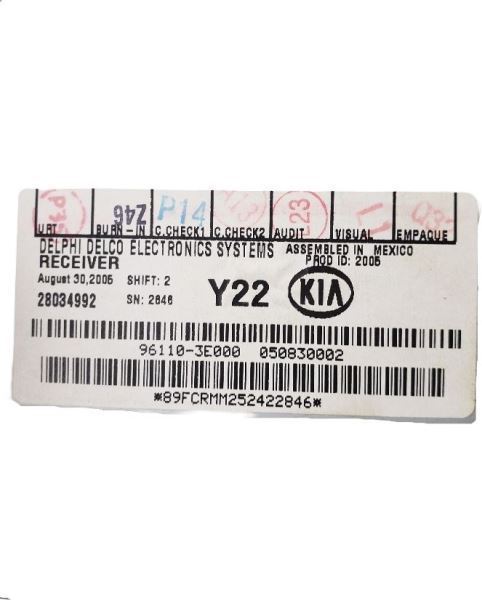 Z46 P14 23
URT BURN-IN C.CHECK1 C.CHECK2 AUDIT VISUAL EMPAQUE
DELPHI DELCO ELECTRONICS SYSTEMS ASSEMBLED IN MEXICO
RECEIVER PROD ID: 2005
August 30,2005 SHIFT: 2
28034992 SN: 2846 Y22 KIA
96110-3E000 050830002
*89FCRMM252422846*